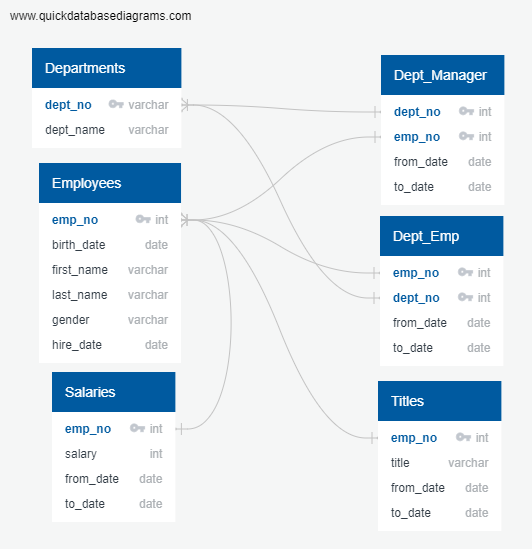 www.quickdatabasediagrams.com
Departments
dept_no varchar
dept_name varchar
Employees
emp_no int
birth_date date
first_name varchar
last_name varchar
gender varchar
hire_date date
Salaries
emp_no int
salary int
from_date date
to_date date
Dept_Manager
dept_no int
emp_no int
from_date date
to_date date
Dept_Emp
emp_no int
dept_no int
from_date date
to_date date
Titles
emp_no int
title varchar
from_date date
to_date date